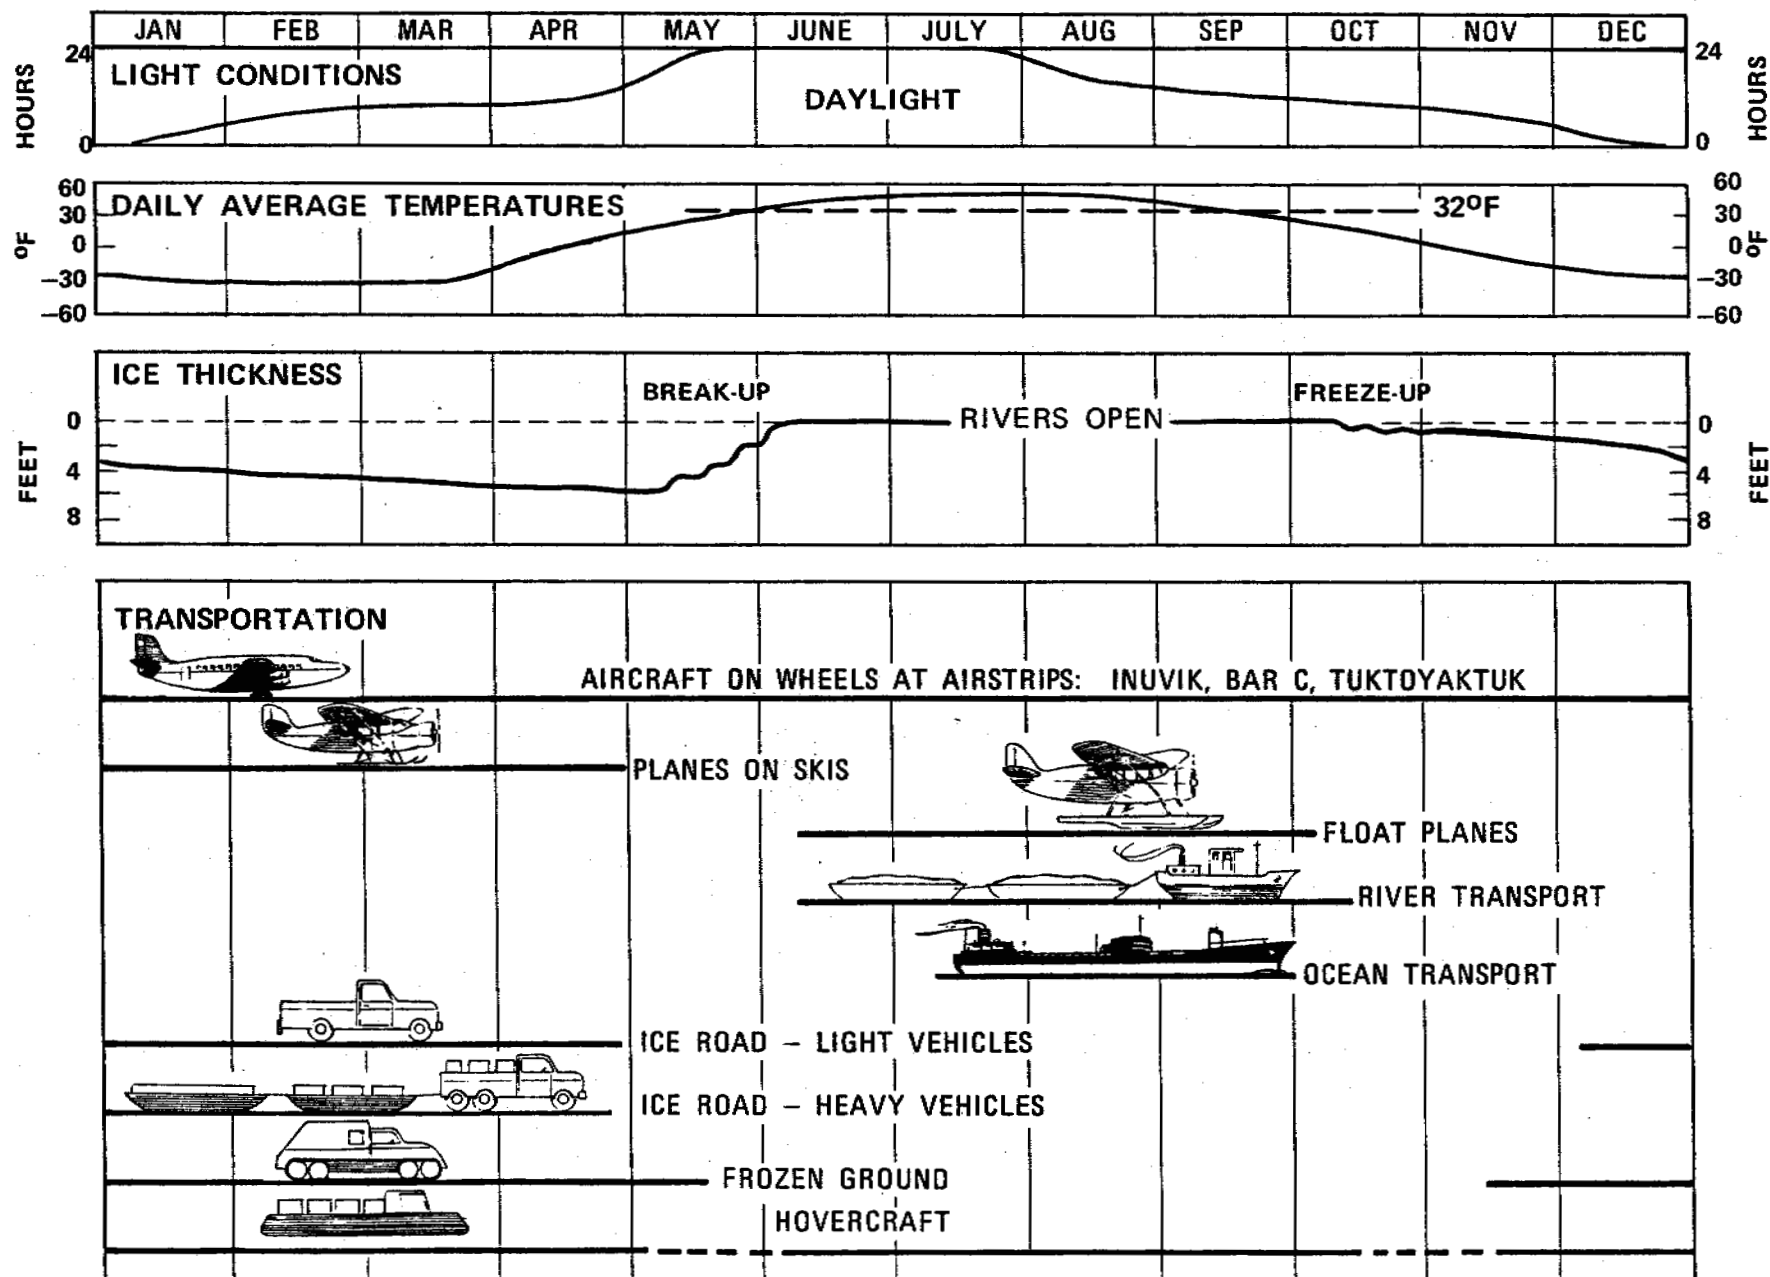 JAN FEB MAR APR MAY JUNE JULY AUG SEP OCT NOV DEC
24 24
LIGHT CONDITIONS
DAYLIGHT
HOURS HOURS
0 0
60 60
DAILY AVERAGE TEMPERATURES 32ºF
30 30
ºF 0 0 ºF
–30 –30
–60 –60
ICE THICKNESS
BREAK-UP FREEZE-UP
0 RIVERS OPEN 0
FEET FEET
4 4
8 8
TRANSPORTATION
AIRCRAFT ON WHEELS AT AIRSTRIPS: INUVIK, BAR C, TUKTOYAKTUK
PLANES ON SKIS
FLOAT PLANES
RIVER TRANSPORT
OCEAN TRANSPORT
ICE ROAD – LIGHT VEHICLES
ICE ROAD – HEAVY VEHICLES
FROZEN GROUND
HOVERCRAFT